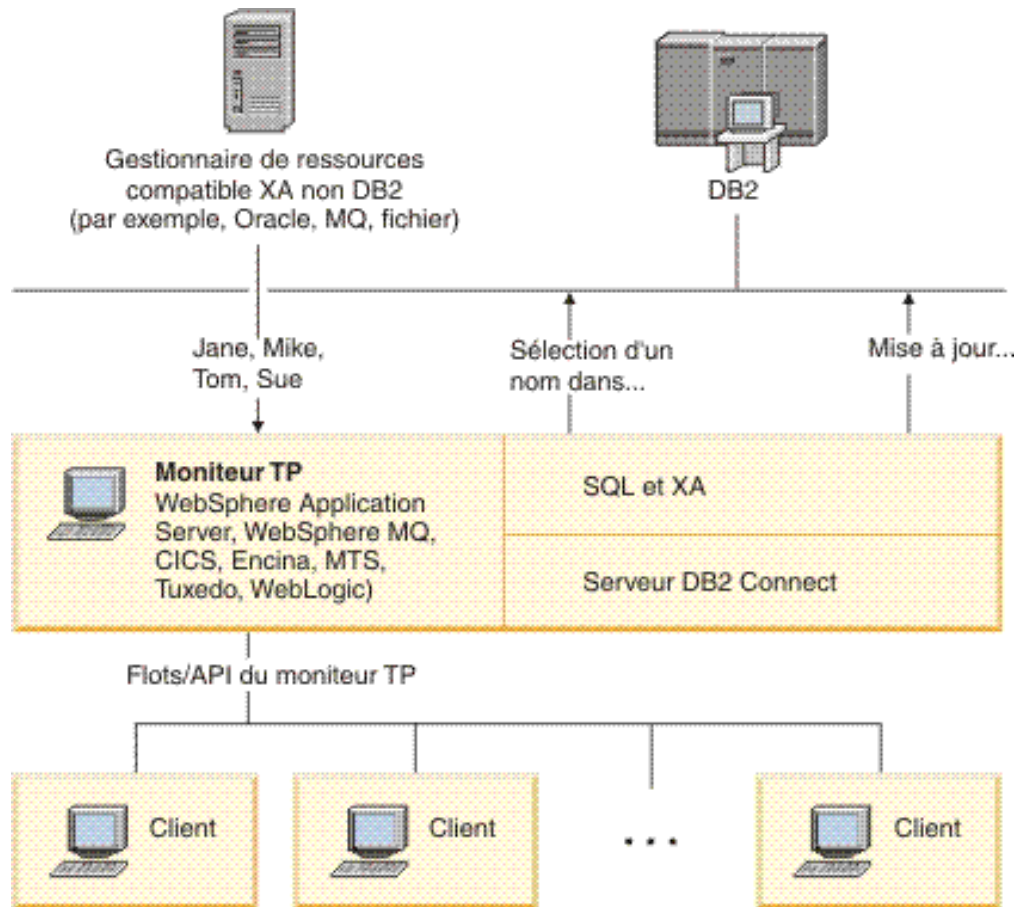 Gestionnaire de ressources
compatible XA non DB2
(par exemple, Oracle, MQ, fichier)
DB2
Jane, Mike,
Tom, Sue
Sélection d'un
nom dans...
Mise à jour...
Moniteur TP
WebSphere Application
Server, WebSphere MQ,
CICS, Encina, MTS,
Tuxedo, WebLogic)
SQL et XA
Serveur DB2 Connect
Flots/API du moniteur TP
Client
Client
...
Client